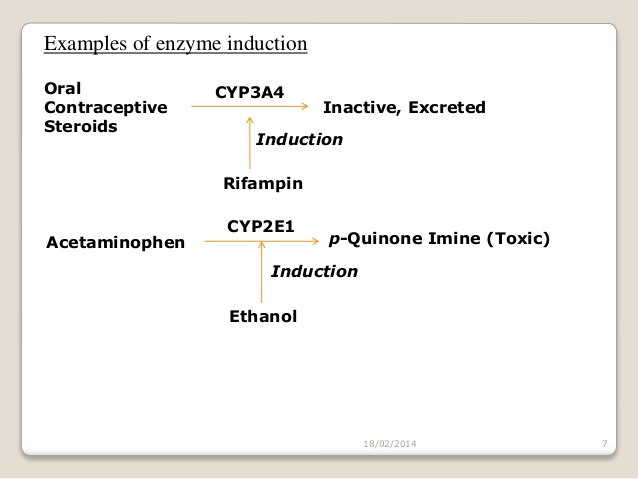 Examples of enzyme induction
Oral
Contraceptive
Steroids
CYP3A4
Inactive, Excreted
Induction
Rifampin
CYP2E1
Acetaminophen
p-Quinone Imine (Toxic)
Induction
Ethanol
18/02/2014
7